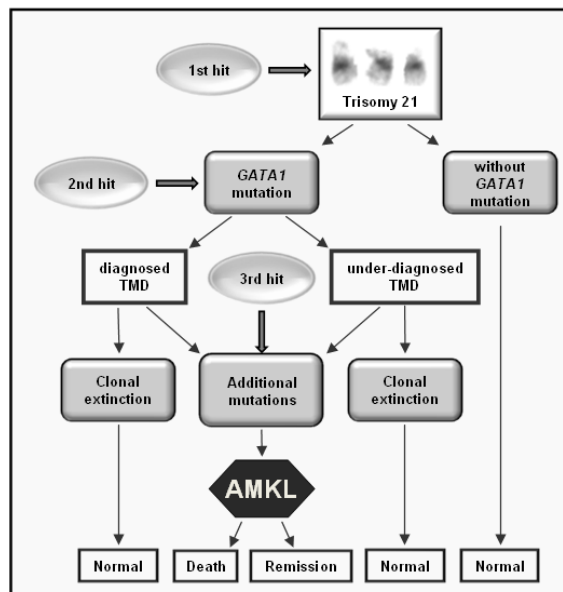 1st hit
Trisomy 21
2nd hit
GATA1
mutation
without
GATA1
mutation
diagnosed
TMD
3rd hit
under-diagnosed
TMD
Clonal
extinction
Additional
mutations
Clonal
extinction
AMKL
Normal
Death
Remission
Normal
Normal